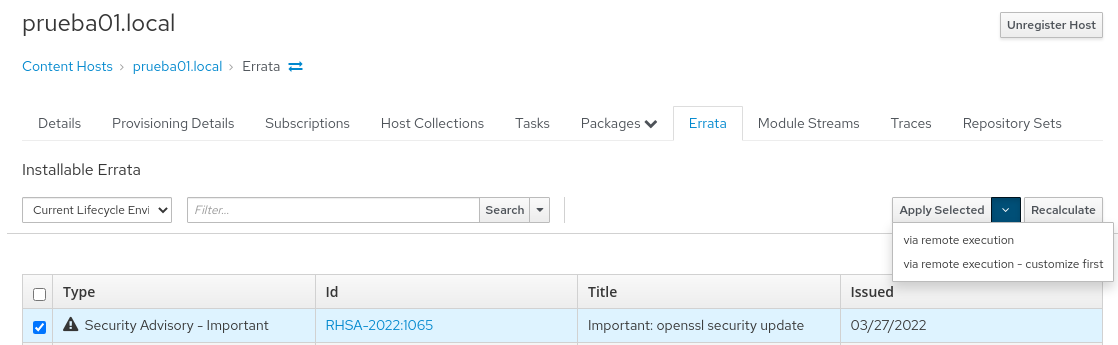 prueba01.local
Unregister Host
Content Hosts › prueba01.local › Errata
Details Provisioning Details Subscriptions Host Collections Tasks Packages Errata Module Streams Traces Repository Sets
Installable Errata
Current Lifecycle Envi Filter... Search Apply Selected Recalculate
via remote execution
via remote execution - customize first
Type Id Title Issued
Security Advisory - Important RHSA-2022:1065 Important: openssl security update 03/27/2022